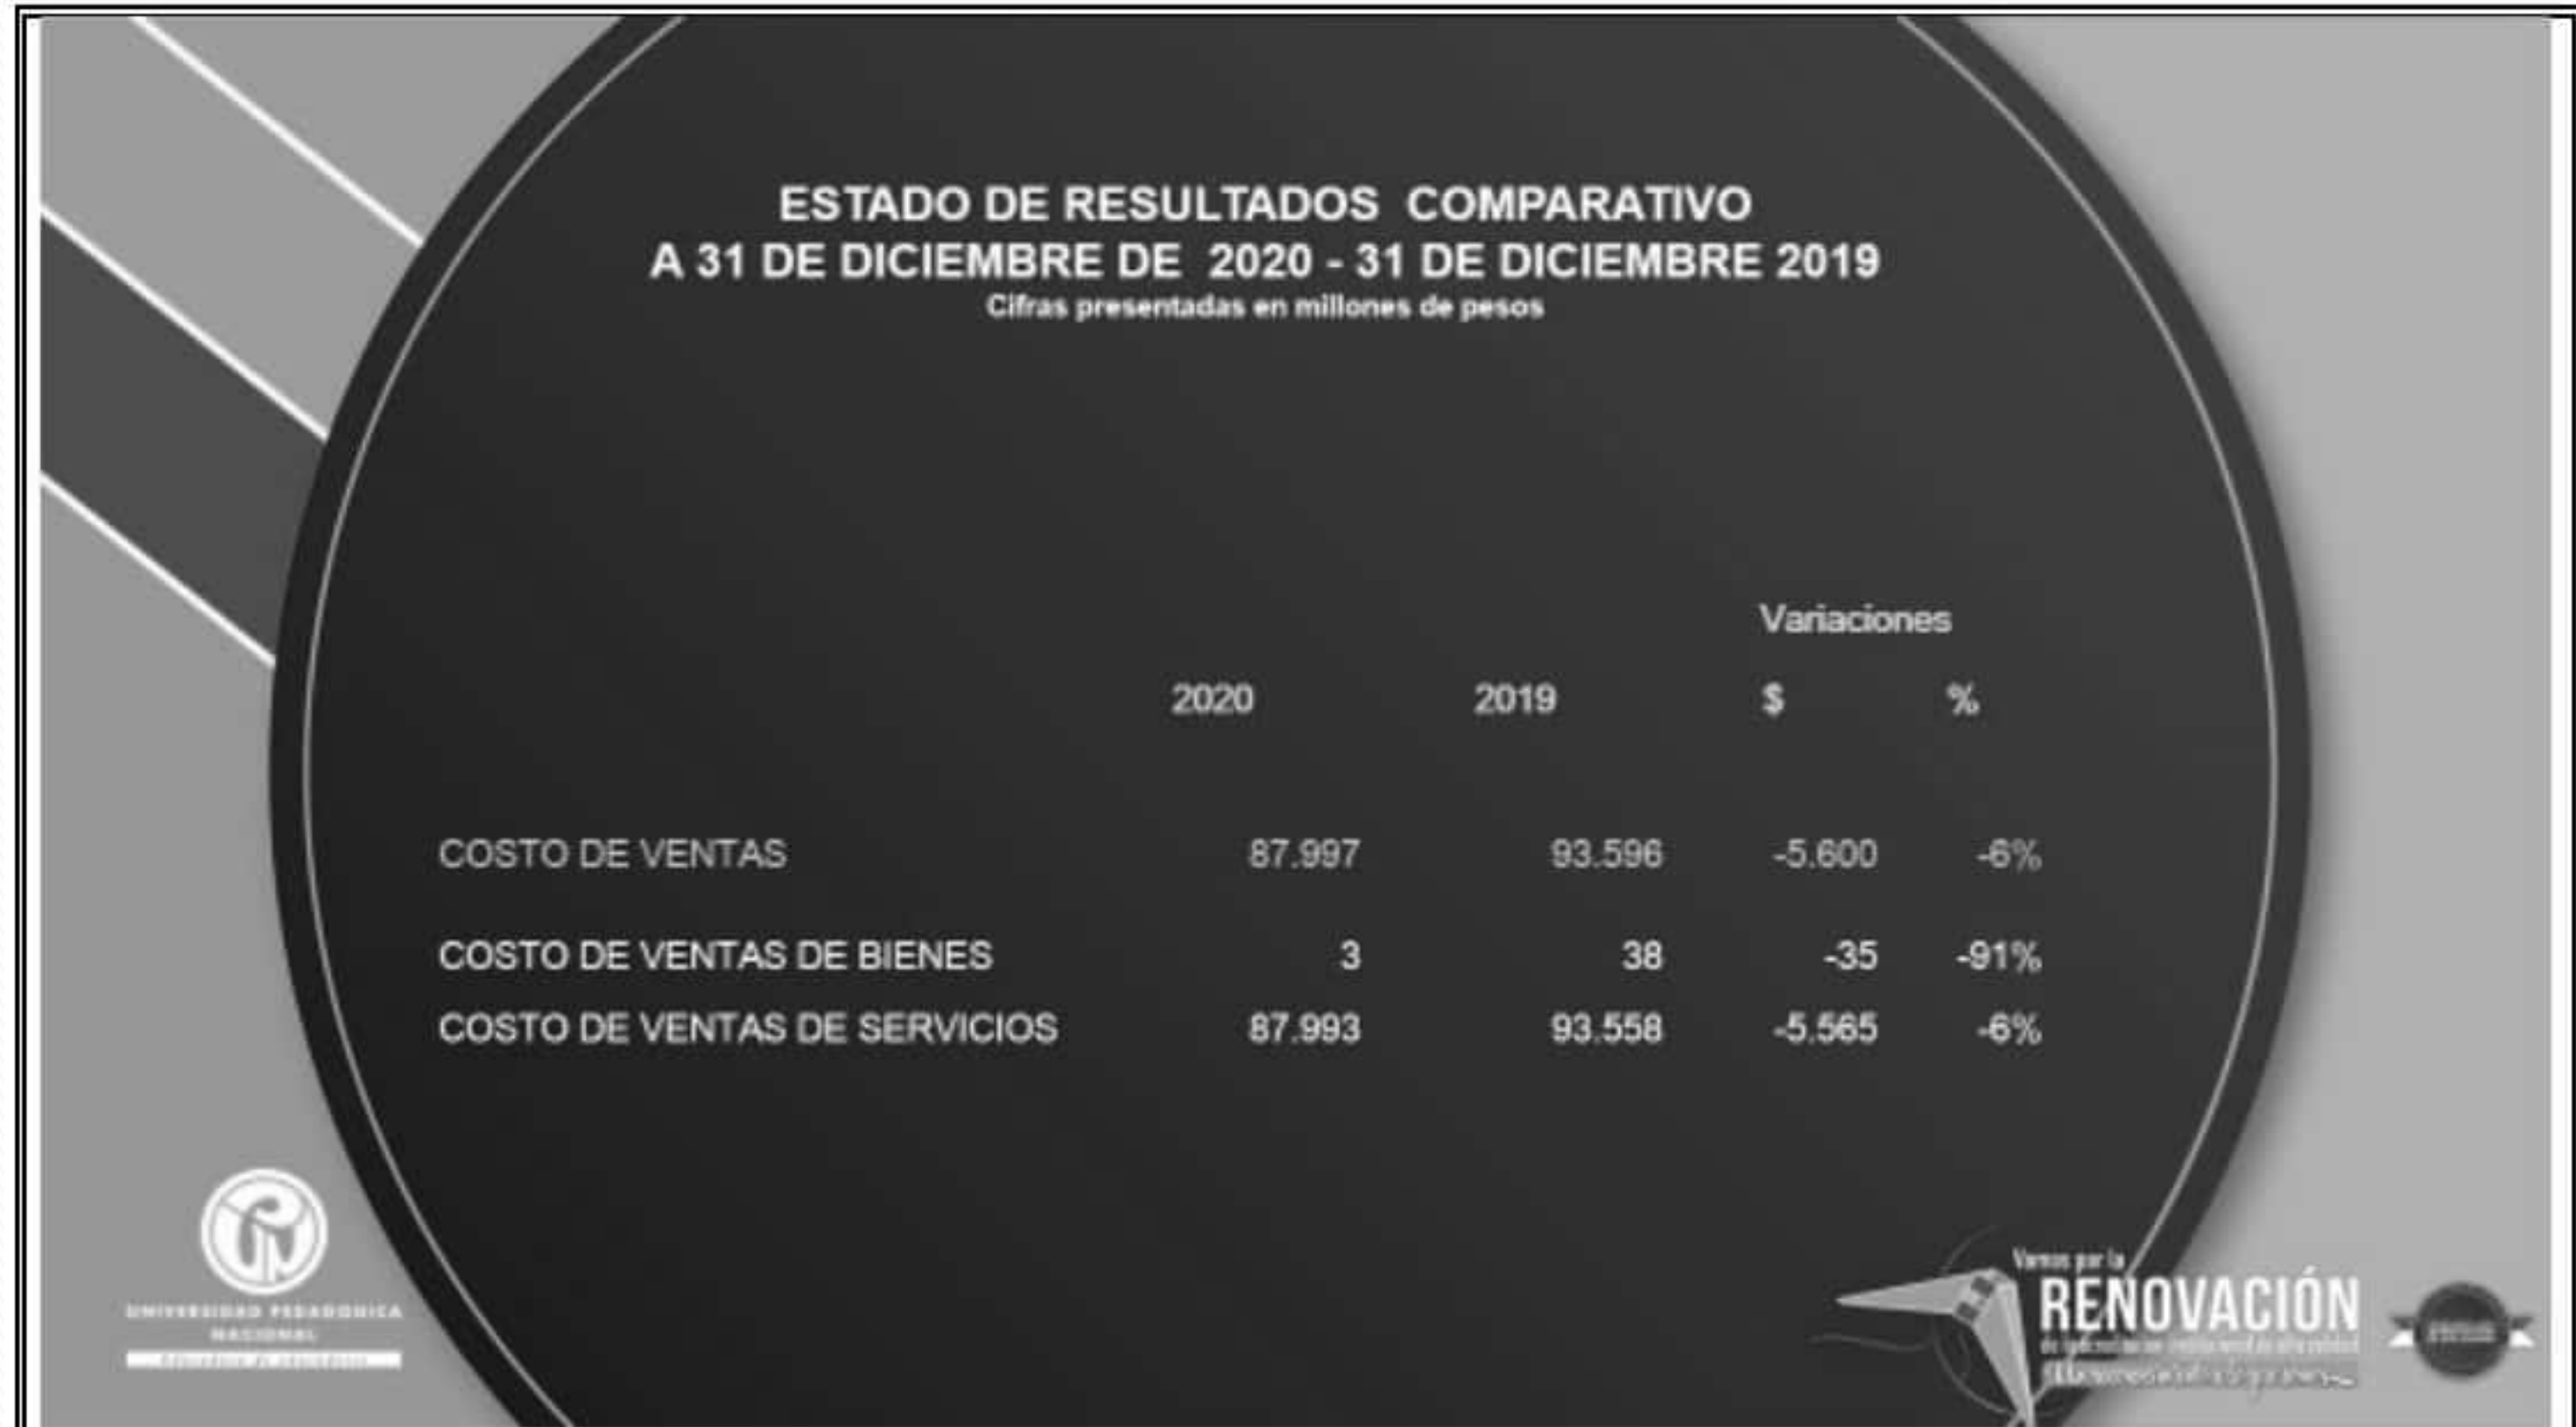 ESTADO DE RESULTADOS COMPARATIVO
A 31 DE DICIEMBRE DE 2020 - 31 DE DICIEMBRE 2019
Cifras presentadas en millones de pesos
Variaciones
2020 2019 $ %
COSTO DE VENTAS 87.997 93.596 -5.600 -6%
COSTO DE VENTAS DE BIENES 3 38 -35 -91%
COSTO DE VENTAS DE SERVICIOS 87.993 93.558 -5.565 -6%
UNIVERSIDAD PEDAGOGICA
NACIONAL
Vamos por la
RENOVACIÓN